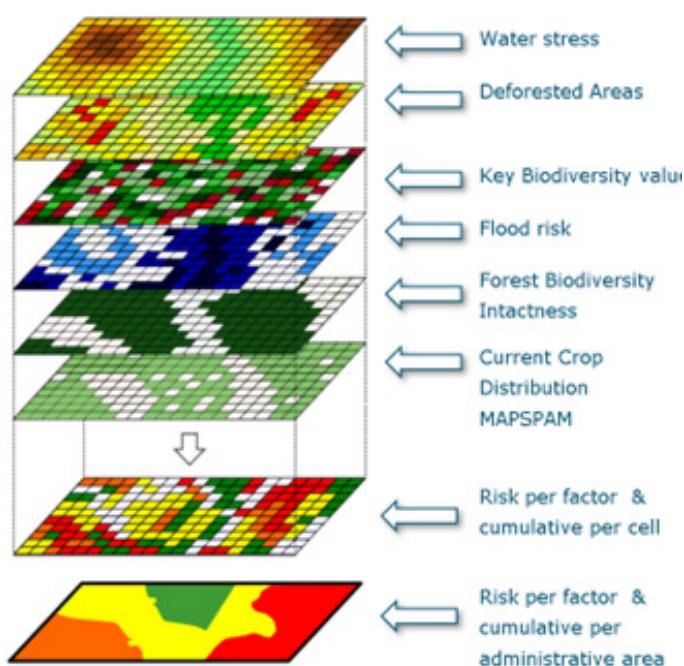 Water stress
Deforested Areas
Key Biodiversity value
Flood risk
Forest Biodiversity
Intactness
Current Crop
Distribution
MAPSPAM
Risk per factor &
cumulative per cell
Risk per factor &
cumulative per
administrative area